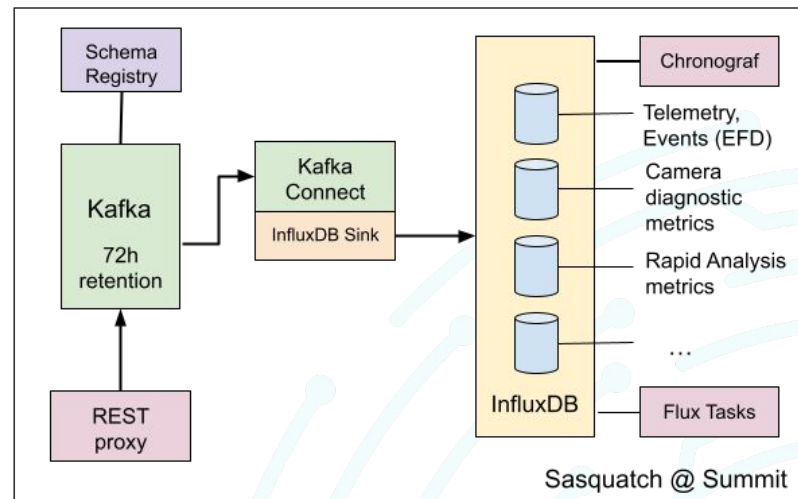 Schema
Registry
Kafka
72h
retention
REST
proxy
Kafka
Connect
InfluxDB Sink
InfluxDB
Chronograf
Telemetry,
Events (EFD)
Camera
diagnostic
metrics
Rapid Analysis
metrics
...
Flux Tasks
Sasquatch @ Summit